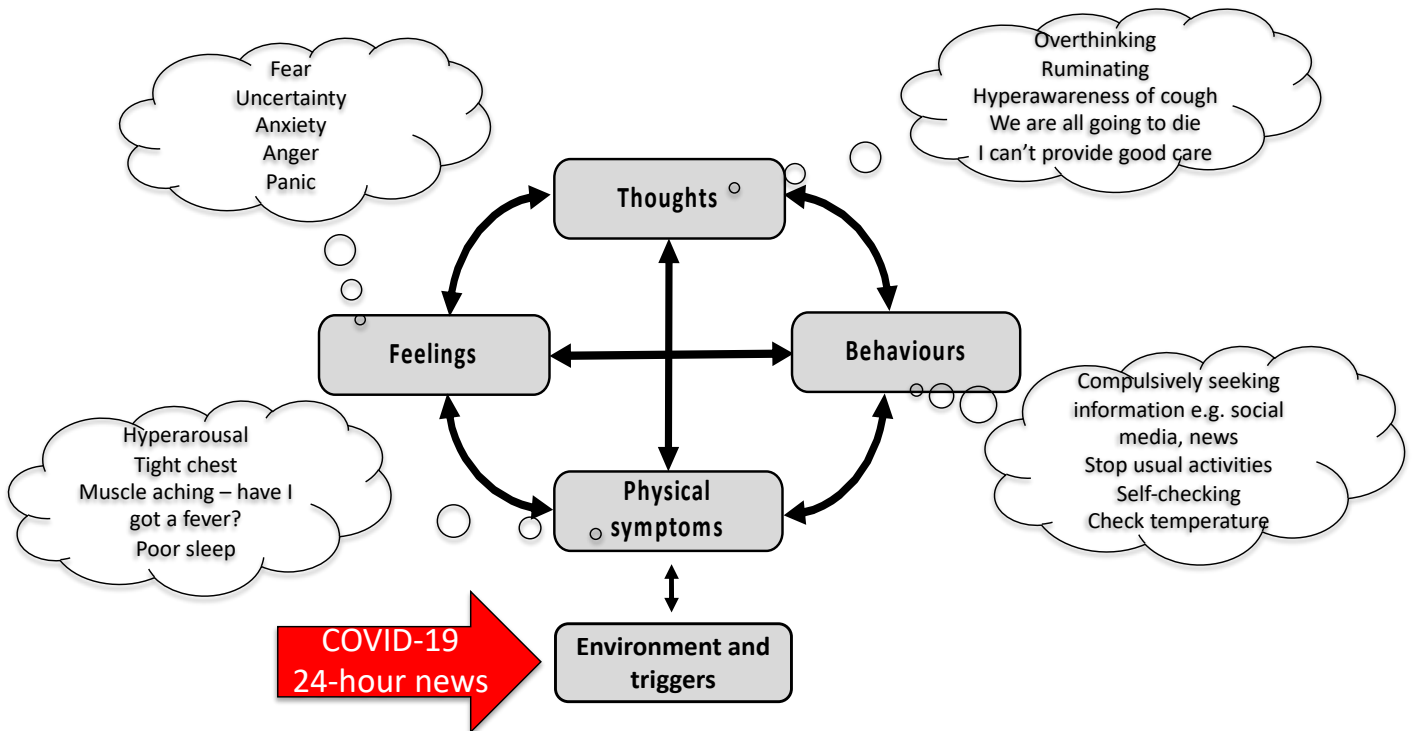 Fear
Uncertainty
Anxiety
Anger
Panic
Overthinking
Ruminating
Hyperawareness of cough
We are all going to die
I can’t provide good care
Thoughts
Feelings
Behaviours
Compulsively seeking
information e.g. social
media, news
Stop usual activities
Self-checking
Check temperature
Hyperarousal
Tight chest
Muscle aching – have I
got a fever?
Poor sleep
Physical
symptoms
COVID-19
24-hour news
Environment and
triggers